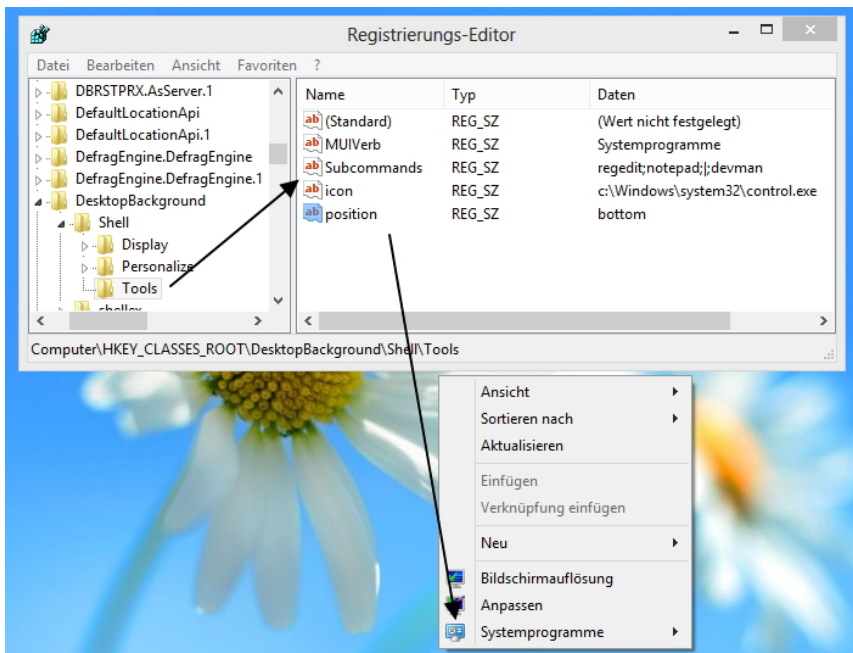 Registrierungs-Editor
Datei Bearbeiten Ansicht Favoriten ?
DBRSTPRX.AsServer.1
DefaultLocationApi
DefaultLocationApi.1
DefragEngine.DefragEngine
DefragEngine.DefragEngine.1
DesktopBackground
Shell
Display
Personalize
Tools
shellex
Name Typ Daten
(Standard) REG_SZ (Wert nicht festgelegt)
MUIVerb REG_SZ Systemprogramme
Subcommands REG_SZ regedit;notepad;|;devman
icon REG_SZ c:\Windows\system32\control.exe
position REG_SZ bottom
Computer\HKEY_CLASSES_ROOT\DesktopBackground\Shell\Tools
Ansicht
Sortieren nach
Aktualisieren
Einfügen
Verknüpfung einfügen
Neu
Bildschirmauflösung
Anpassen
Systemprogramme